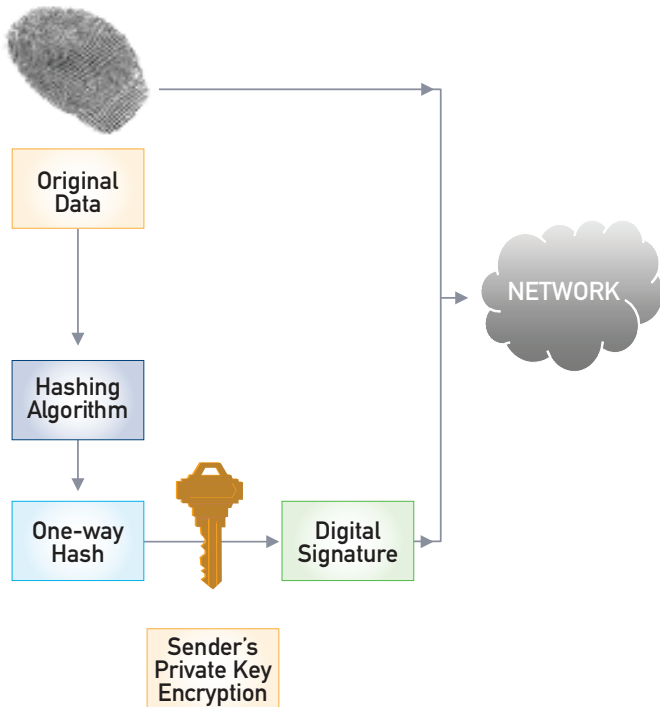 Original
Data
NETWORK
Hashing
Algorithm
One-way
Hash
Digital
Signature
Sender’s
Private Key
Encryption